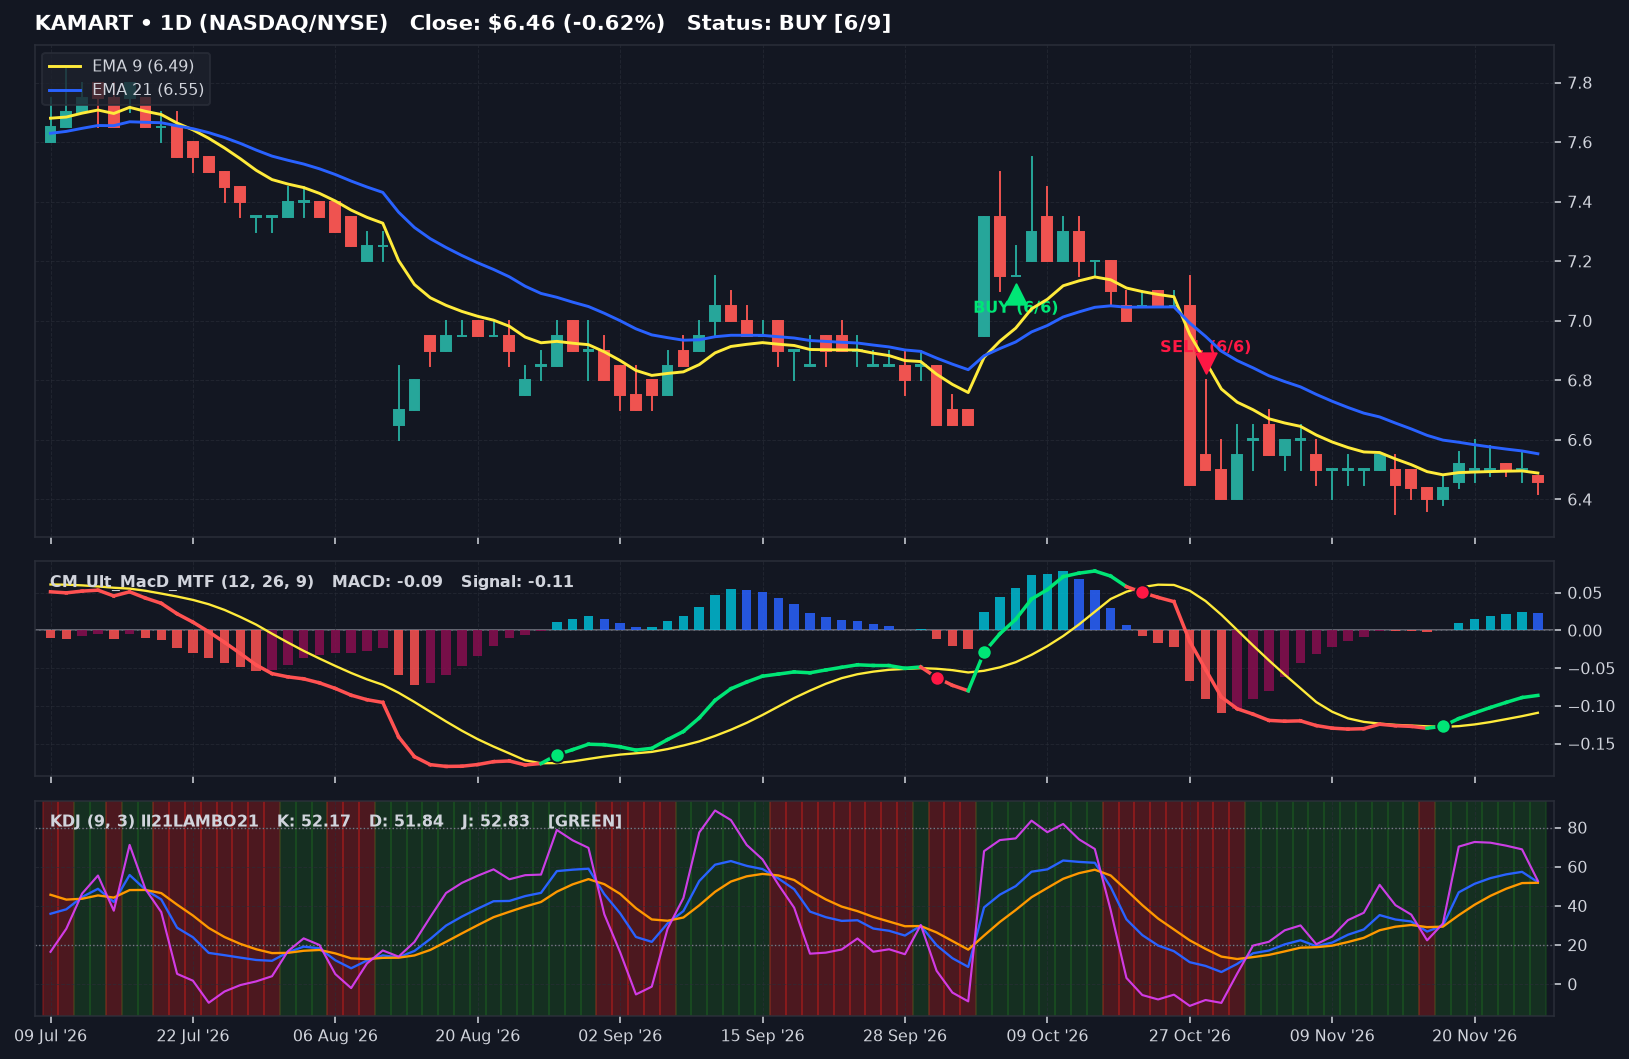 KAMART • 1D (NASDAQ/NYSE)   Close: $6.46 (-0.62%)   Status: BUY [6/9]
EMA 9 (6.49)
EMA 21 (6.55)
7.8
7.6
7.4
7.2
7.0
6.8
6.6
6.4
BUY (6/6)
SELL (6/6)
CM_Ult_MacD_MTF (12, 26, 9)   MACD: -0.09   Signal: -0.11
0.05
0.00
−0.05
−0.10
−0.15
KDJ (9, 3) ll21LAMBO21   K: 52.17   D: 51.84   J: 52.83   [GREEN]
80
60
40
20
0
09 Jul '26
22 Jul '26
06 Aug '26
20 Aug '26
02 Sep '26
15 Sep '26
28 Sep '26
09 Oct '26
27 Oct '26
09 Nov '26
20 Nov '26